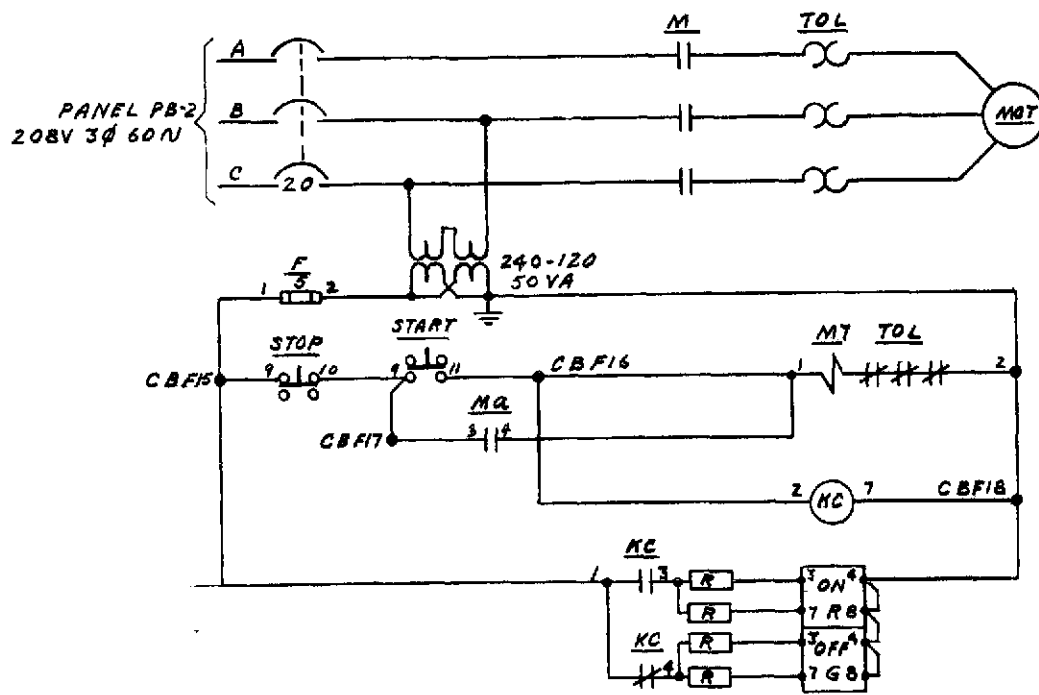 M TOL
A
PANEL PB-2
208V 3Ø 60N
B
MOT
C 20
240-120
50VA
F
1 5 2
START
STOP
MT TOL
CBF15 9 10 9 11 CBF16 1 2
Ma
CBF17 3 4
2 KC 7 CBF18
KC
1 3 R 3 ON 4
R 7 R 8
KC R 3 OFF 4
4 R 7 G 8